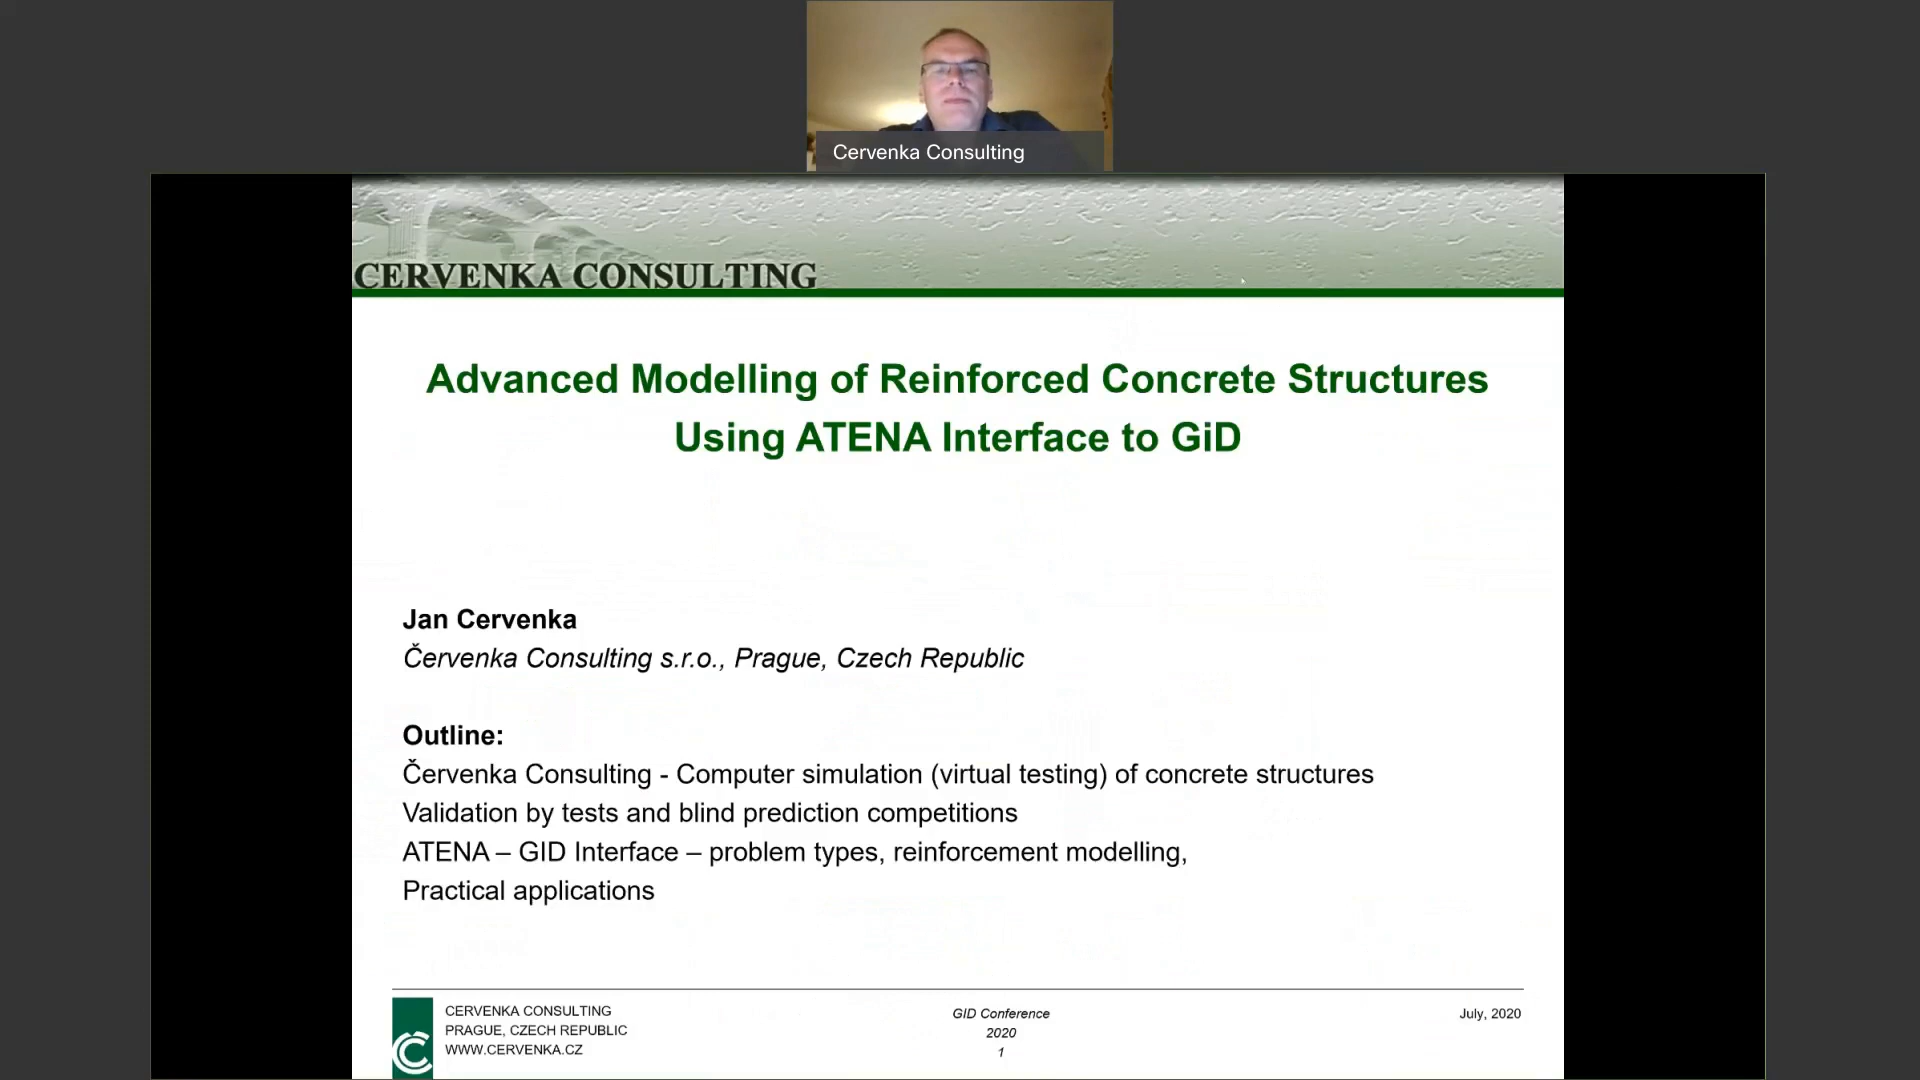 Cervenka Consulting
CERVENKA CONSULTING
Advanced Modelling of Reinforced Concrete Structures
Using ATENA Interface to GiD
Jan Cervenka
Červenka Consulting s.r.o., Prague, Czech Republic
Outline:
Červenka Consulting - Computer simulation (virtual testing) of concrete structures
Validation by tests and blind prediction competitions
ATENA – GID Interface – problem types, reinforcement modelling,
Practical applications
CERVENKA CONSULTING
PRAGUE, CZECH REPUBLIC
WWW.CERVENKA.CZ
GID Conference
2020
1
July, 2020